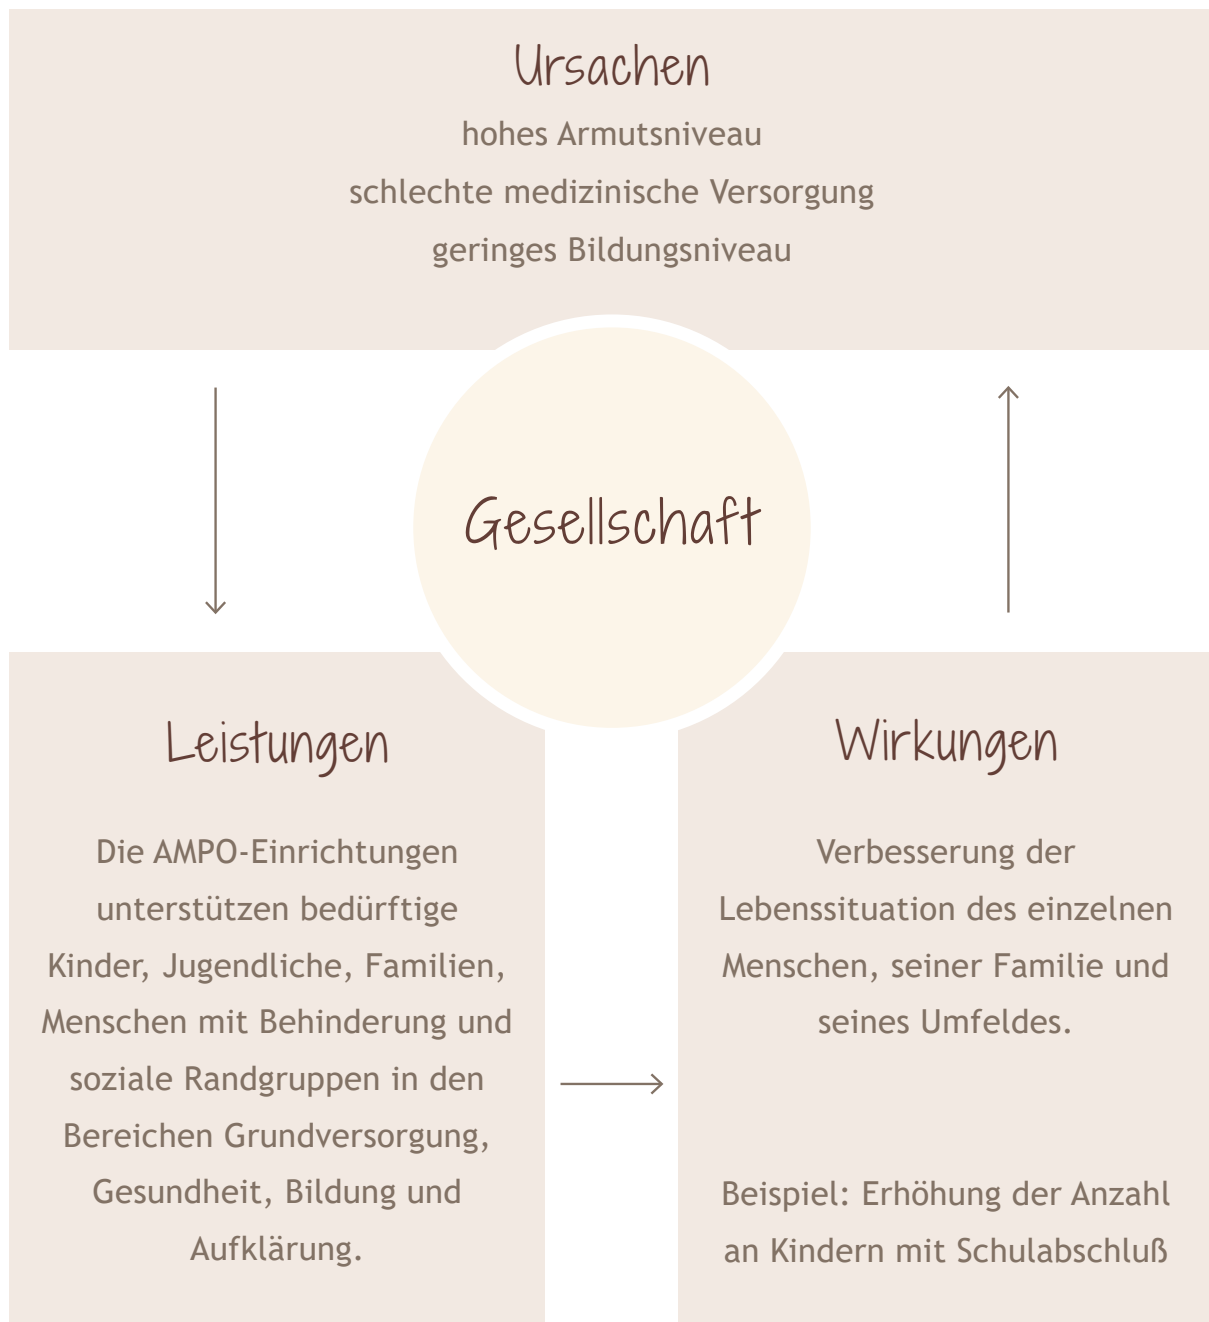 Ursachen
hohes Armutsniveau
schlechte medizinische Versorgung
geringes Bildungsniveau
Gesellschaft
Leistungen
Die AMPO-Einrichtungen
unterstützen bedürftige
Kinder, Jugendliche, Familien,
Menschen mit Behinderung und
soziale Randgruppen in den
Bereichen Grundversorgung,
Gesundheit, Bildung und
Aufklärung.
Wirkungen
Verbesserung der
Lebenssituation des einzelnen
Menschen, seiner Familie und
seines Umfeldes.
Beispiel: Erhöhung der Anzahl
an Kindern mit Schulabschluß